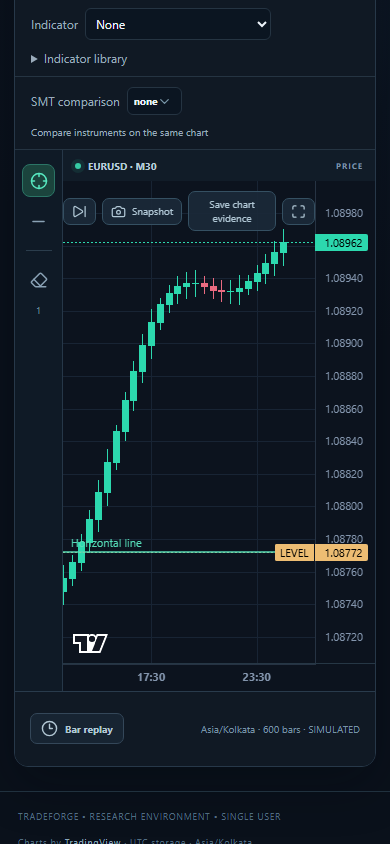 Indicator None
Indicator library
SMT comparison none
Compare instruments on the same chart
EURUSD • M30 PRICE
Snapshot
Save chart
evidence
1.08980
1.08962
1.08940
1.08920
1
1.08900
1.08880
1.08860
1.08840
1.08820
1.08800
1.08780
Horizontal line
LEVEL 1.08772
1.08760
1.08740
1.08720
17:30 23:30
Bar replay
Asia/Kolkata · 600 bars · SIMULATED
TRADEFORGE • RESEARCH ENVIRONMENT • SINGLE USER
Charts by TradingView · UTC storage · Asia/Kolkata